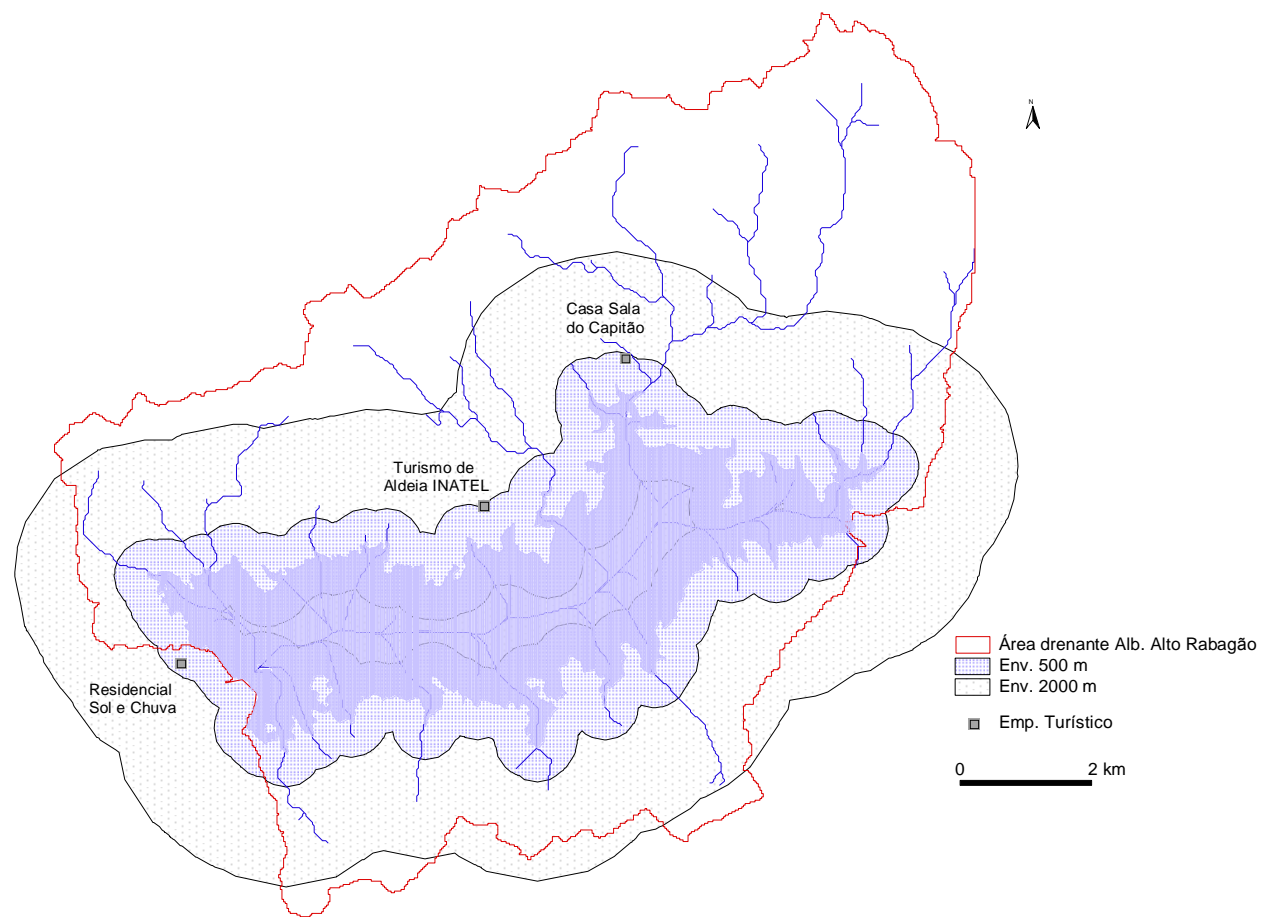 N
Casa Sala
do Capitão
Turismo de
Aldeia INATEL
Residencial
Sol e Chuva
Área drenante Alb. Alto Rabagão
Env. 500 m
Env. 2000 m
Emp. Turístico
0 2 km